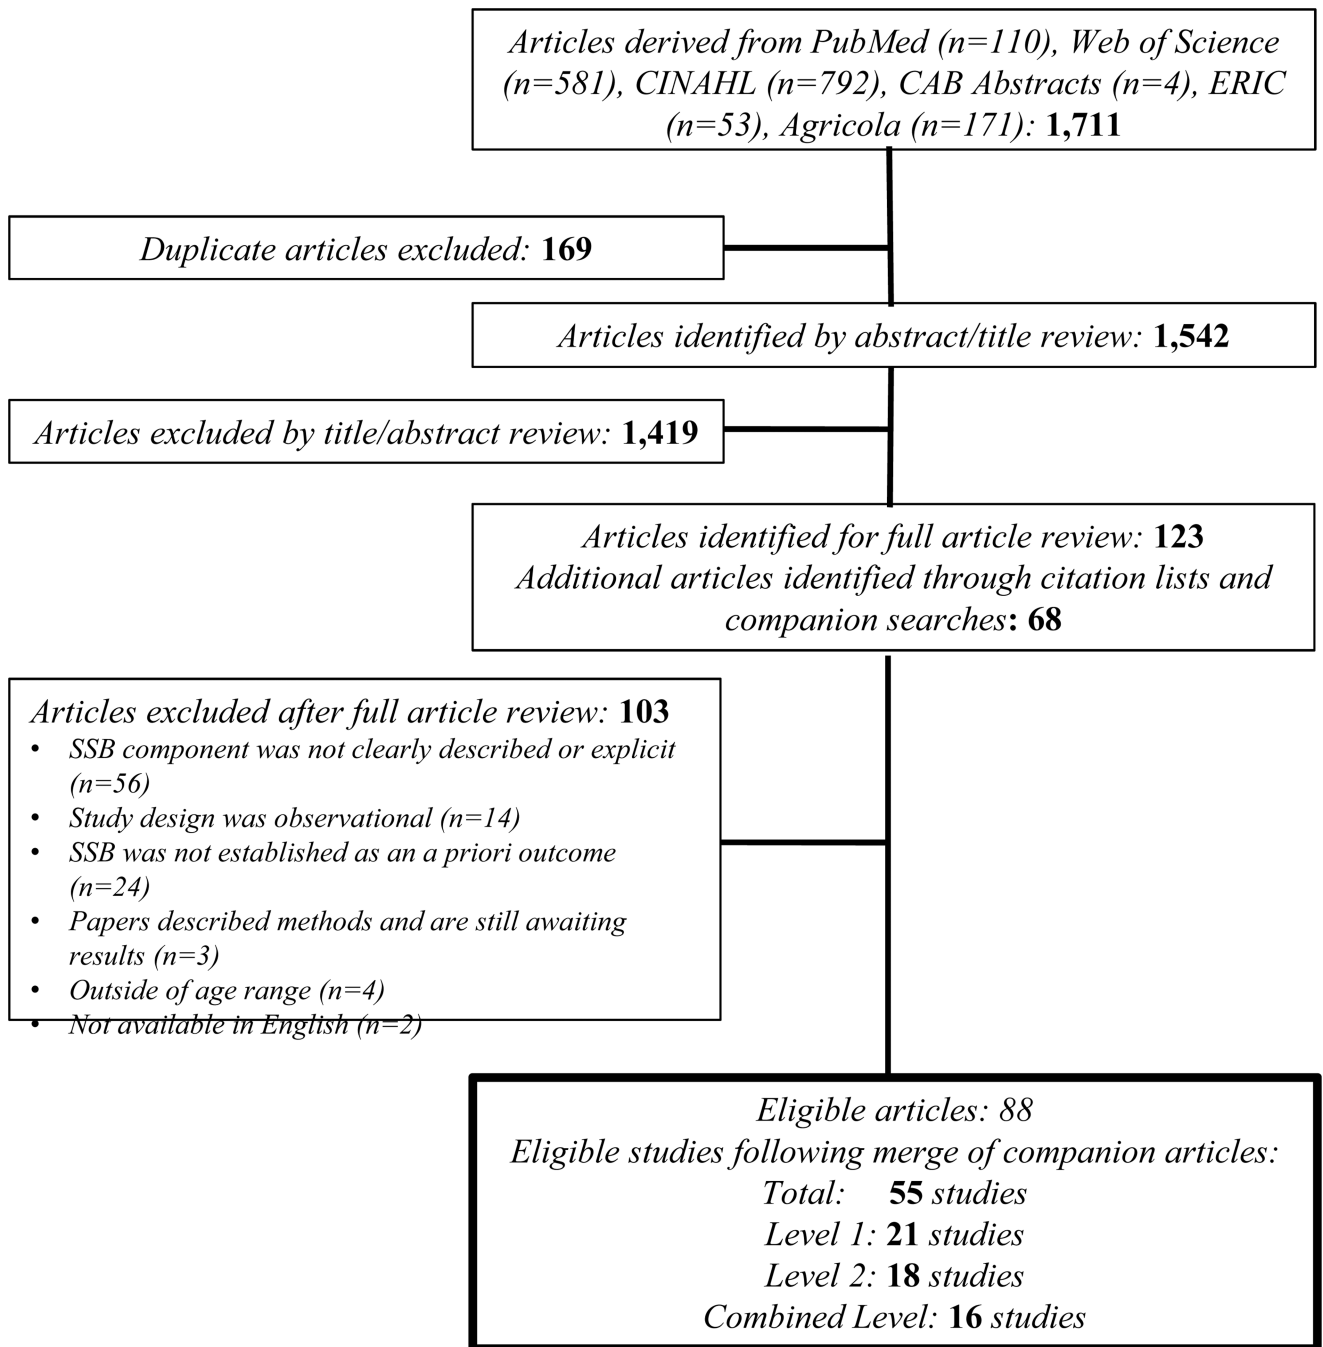 Articles derived from PubMed (n=110), Web of Science
(n=581), CINAHL (n=792), CAB Abstracts (n=4), ERIC
(n=53), Agricola (n=171): 1,711
Duplicate articles excluded: 169
Articles identified by abstract/title review: 1,542
Articles excluded by title/abstract review: 1,419
Articles identified for full article review: 123
Additional articles identified through citation lists and
companion searches: 68
Articles excluded after full article review: 103
• SSB component was not clearly described or explicit
(n=56)
• Study design was observational (n=14)
• SSB was not established as an a priori outcome
(n=24)
• Papers described methods and are still awaiting
results (n=3)
• Outside of age range (n=4)
• Not available in English (n=2)
Eligible articles: 88
Eligible studies following merge of companion articles:
Total: 55 studies
Level 1: 21 studies
Level 2: 18 studies
Combined Level: 16 studies